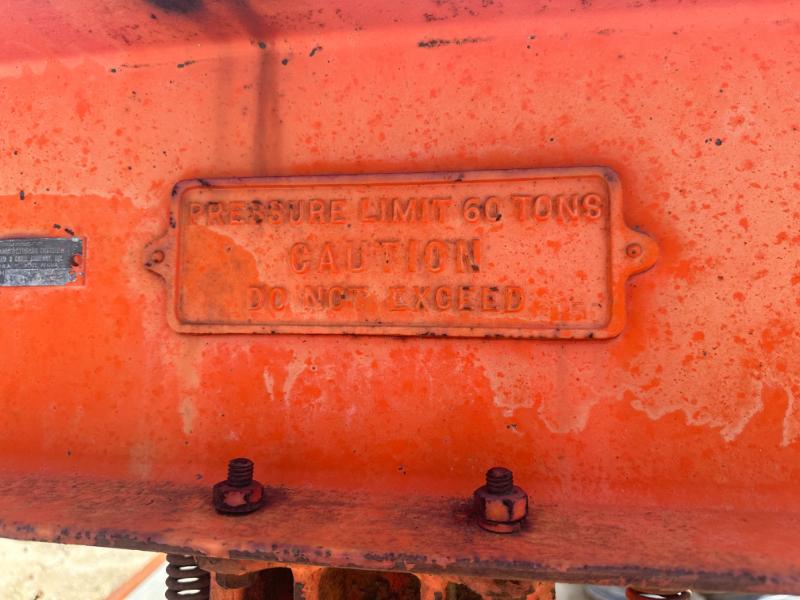 PRESSURE LIMIT 60 TONS
CAUTION
DO NOT EXCEED